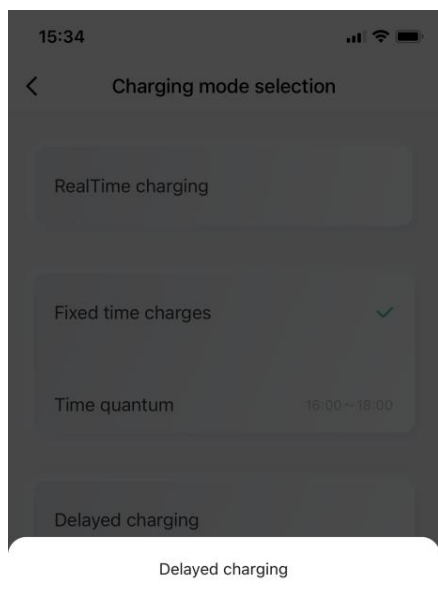 15:34
Charging mode selection
RealTime charging
Fixed time charges
Time quantum 16:00~18:00
Delayed charging
Delayed charging